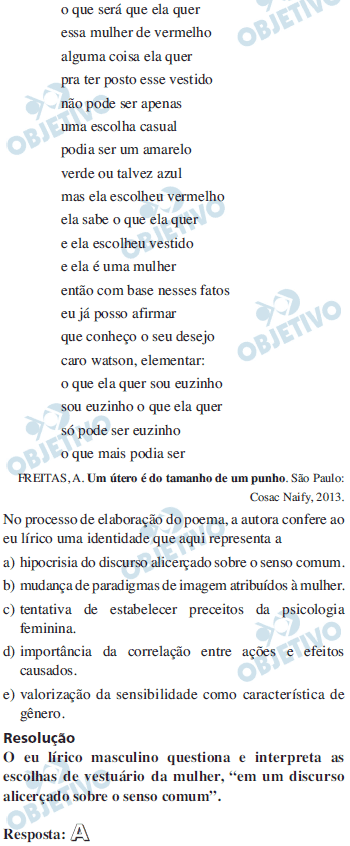 o que será que ela quer
essa mulher de vermelho
alguma coisa ela quer
pra ter posto esse vestido
não pode ser apenas
uma escolha casual
podia ser um amarelo
verde ou talvez azul
mas ela escolheu vermelho
ela sabe o que ela quer
e ela escolheu vestido
e ela é uma mulher
então com base nesses fatos
eu já posso afirmar
que conheço o seu desejo
caro watson, elementar:
o que ela quer sou euzinho
sou euzinho o que ela quer
só pode ser euzinho
o que mais podia ser
FREITAS, A. Um útero é do tamanho de um punho. São Paulo:
Cosac Naify, 2013.
No processo de elaboração do poema, a autora confere ao
eu lírico uma identidade que aqui representa a
a) hipocrisia do discurso alicerçado sobre o senso comum.
b) mudança de paradigmas de imagem atribuídos à mulher.
c) tentativa de estabelecer preceitos da psicologia
feminina.
d) importância da correlação entre ações e efeitos
causados.
e) valorização da sensibilidade como característica de
gênero.
Resolução
O eu lírico masculino questiona e interpreta as
escolhas de vestuário da mulher, “em um discurso
alicerçado sobre o senso comum”.
Resposta: A
OBJETIVO
OBJETIVO
OBJETIVO
OBJETIVO
OBJETIVO
OBJETIVO
OBJETIVO
OBJETIVO